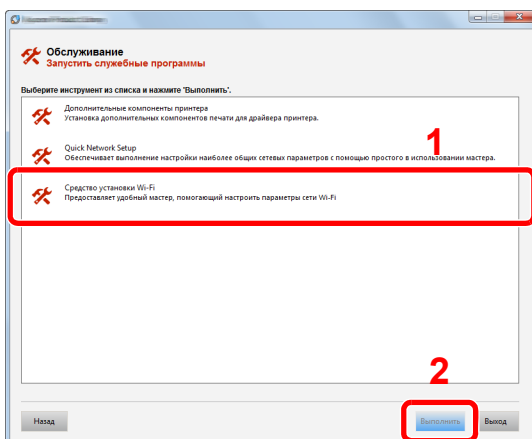 Обслуживание
Запустить служебные программы
Выберите инструмент из списка и нажмите 'Выполнить'.
Дополнительные компоненты принтера
Установка дополнительных компонентов печати для драйвера принтера.
1
Quick Network Setup
Обеспечивает выполнение настройки наиболее общих сетевых параметров с помощью простого в использовании мастера.
Средство установки Wi-Fi
Предоставляет удобный мастер, помогающий настроить параметры сети Wi-Fi
2
Назад
Выполнить
Выход